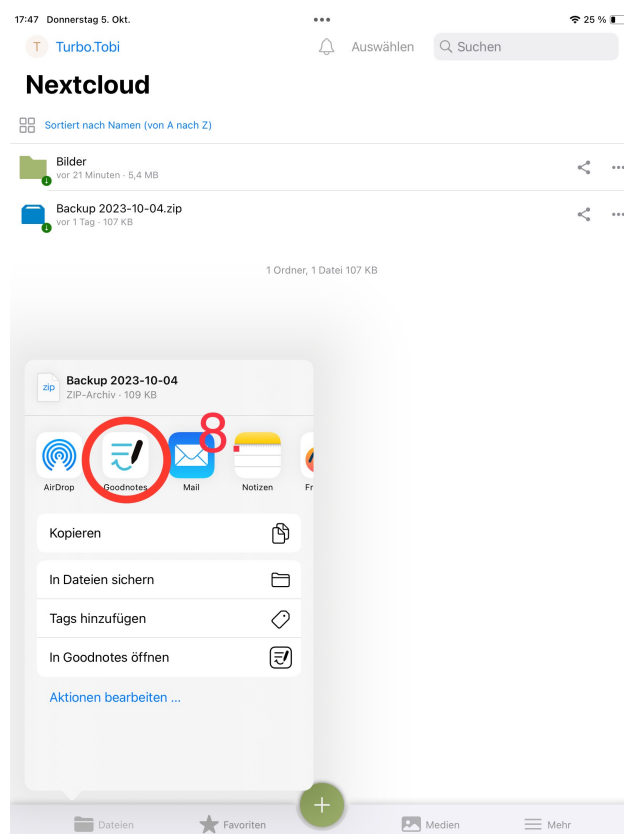 17:47 Donnerstag 5. Okt.
25 %
T Turbo.Tobi
Auswählen
Suchen
Nextcloud
Sortiert nach Namen (von A nach Z)
Bilder
vor 21 Minuten · 5,4 MB
Backup 2023-10-04.zip
vor 1 Tag · 107 KB
1 Ordner, 1 Datei 107 KB
zip
Backup 2023-10-04
ZIP-Archiv · 109 KB
8
AirDrop
Goodnotes
Mail
Notizen
Fr
Kopieren
In Dateien sichern
Tags hinzufügen
In Goodnotes öffnen
Aktionen bearbeiten ...
Dateien
Favoriten
Medien
Mehr